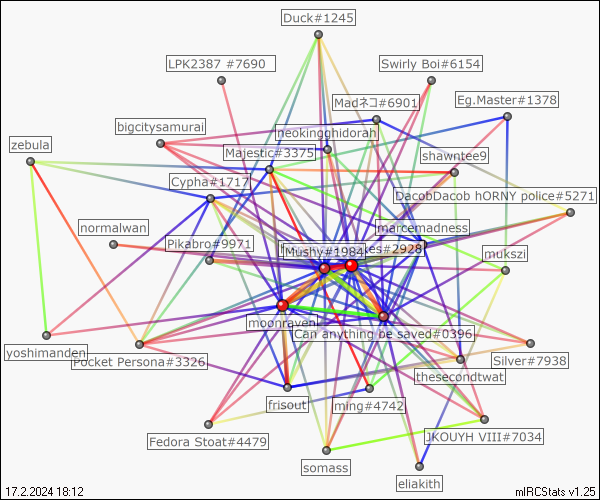 Duck#1245
LPK2387 #7690
Swirly Boi#6154
Eg.Master#1378
Madネコ#6901
bigcitysamurai
neokingghidorah
zebula
Majestic#3375
shawntee9
Cypha#1717
DacobDacob hORNY police#5271
normalwan
marcemadness
Pikabro#9971
Mushy#1984
kes#2928
mukszi
moonraven
Can anything be saved#0396
yoshimanden
Pocket Persona#3326
Silver#7938
thesecondtwat
frisout
ming#4742
Fedora Stoat#4479
JKOUYH VIII#7034
somass
eliakith
17.2.2024 18:12
mIRCStats v1.25